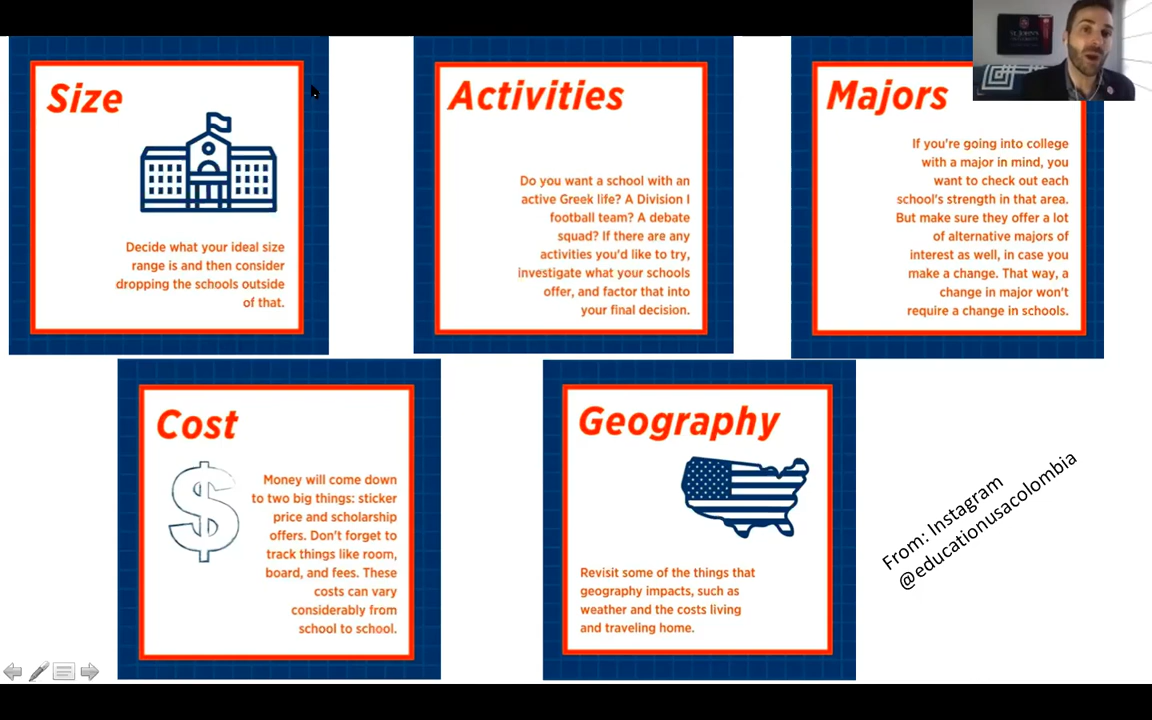 Size
Decide what your ideal size
range is and then consider
dropping the schools outside
of that.
Activities
Do you want a school with an
active Greek life? A Division I
football team? A debate
squad? If there are any
activities you'd like to try,
investigate what your schools
offer, and factor that into
your final decision.
Majors
If you're going into college
with a major in mind, you
want to check out each
school's strength in that area.
But make sure they offer a lot
of alternative majors of
interest as well, in case you
make a change. That way, a
change in major won't
require a change in schools.
ST. JOHN'S
Cost
$
Money will come down
to two big things: sticker
price and scholarship
offers. Don't forget to
track things like room,
board, and fees. These
costs can vary
considerably from
school to school.
Geography
Revisit some of the things that
geography impacts, such as
weather and the costs living
and traveling home.
From: Instagram
@educationusacolombia